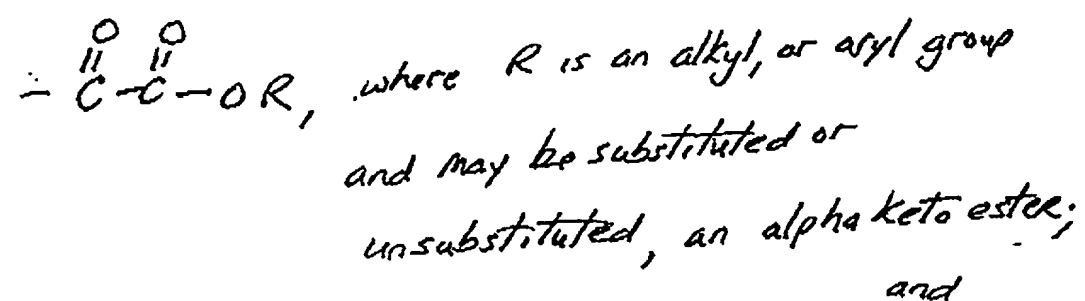 O O
|| ||
- C - C - OR, where R is an alkyl, or aryl group
and may be substituted or
unsubstituted, an alpha keto ester;
and